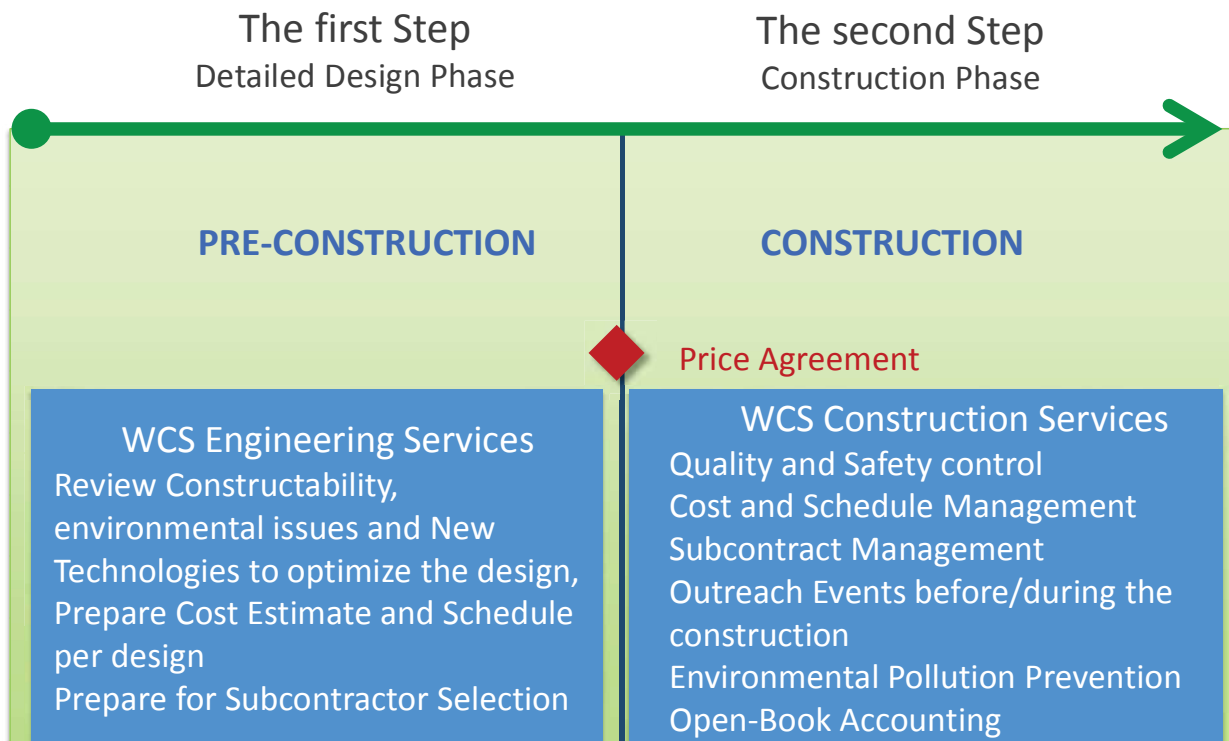 The first Step
Detailed Design Phase
The second Step
Construction Phase
PRE-CONSTRUCTION
CONSTRUCTION
Price Agreement
WCS Engineering Services
Review Constructability,
environmental issues and New
Technologies to optimize the design,
Prepare Cost Estimate and Schedule
per design
Prepare for Subcontractor Selection
WCS Construction Services
Quality and Safety control
Cost and Schedule Management
Subcontract Management
Outreach Events before/during the
construction
Environmental Pollution Prevention
Open-Book Accounting